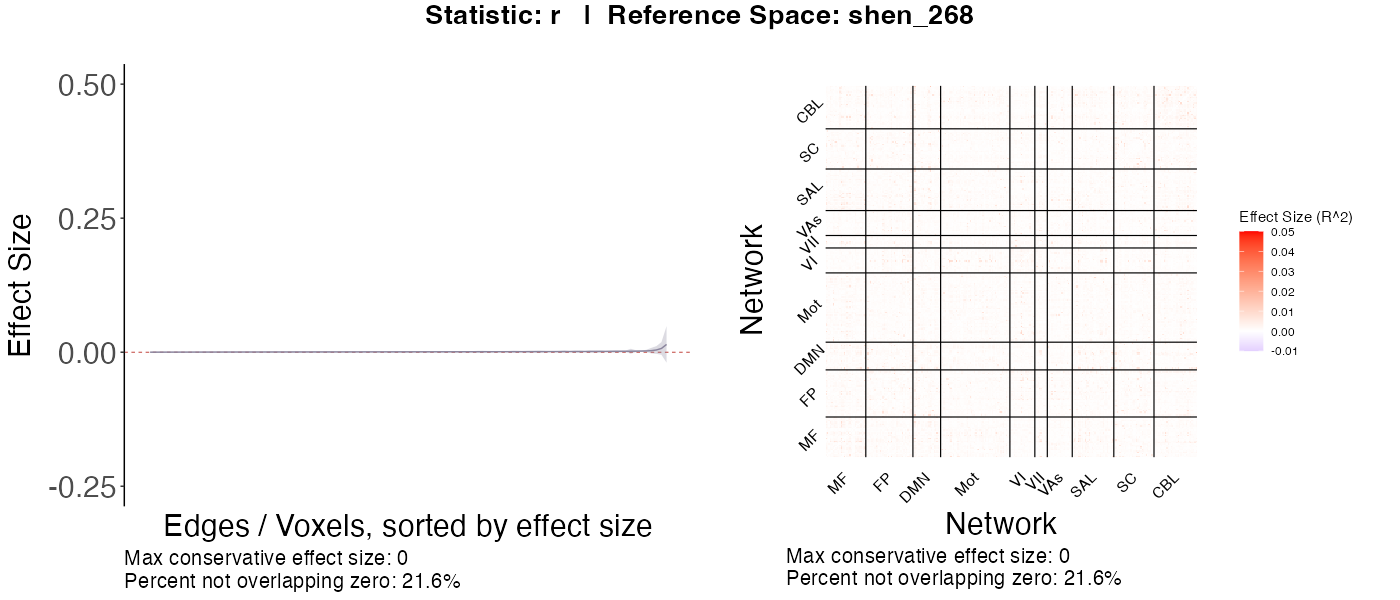 Statistic: r | Reference Space: shen_268
0.50
0.25
0.00
-0.25
Effect Size
Edges / Voxels, sorted by effect size
Max conservative effect size: 0
Percent not overlapping zero: 21.6%
CBL
SC
SAL
VAs
VII
VI
Mot
DMN
FP
MF
Network
MF
FP
DMN
Mot
VI
VII
VAs
SAL
SC
CBL
Network
Max conservative effect size: 0
Percent not overlapping zero: 21.6%
Effect Size (R^2)
0.05
0.04
0.03
0.02
0.01
0.00
-0.01